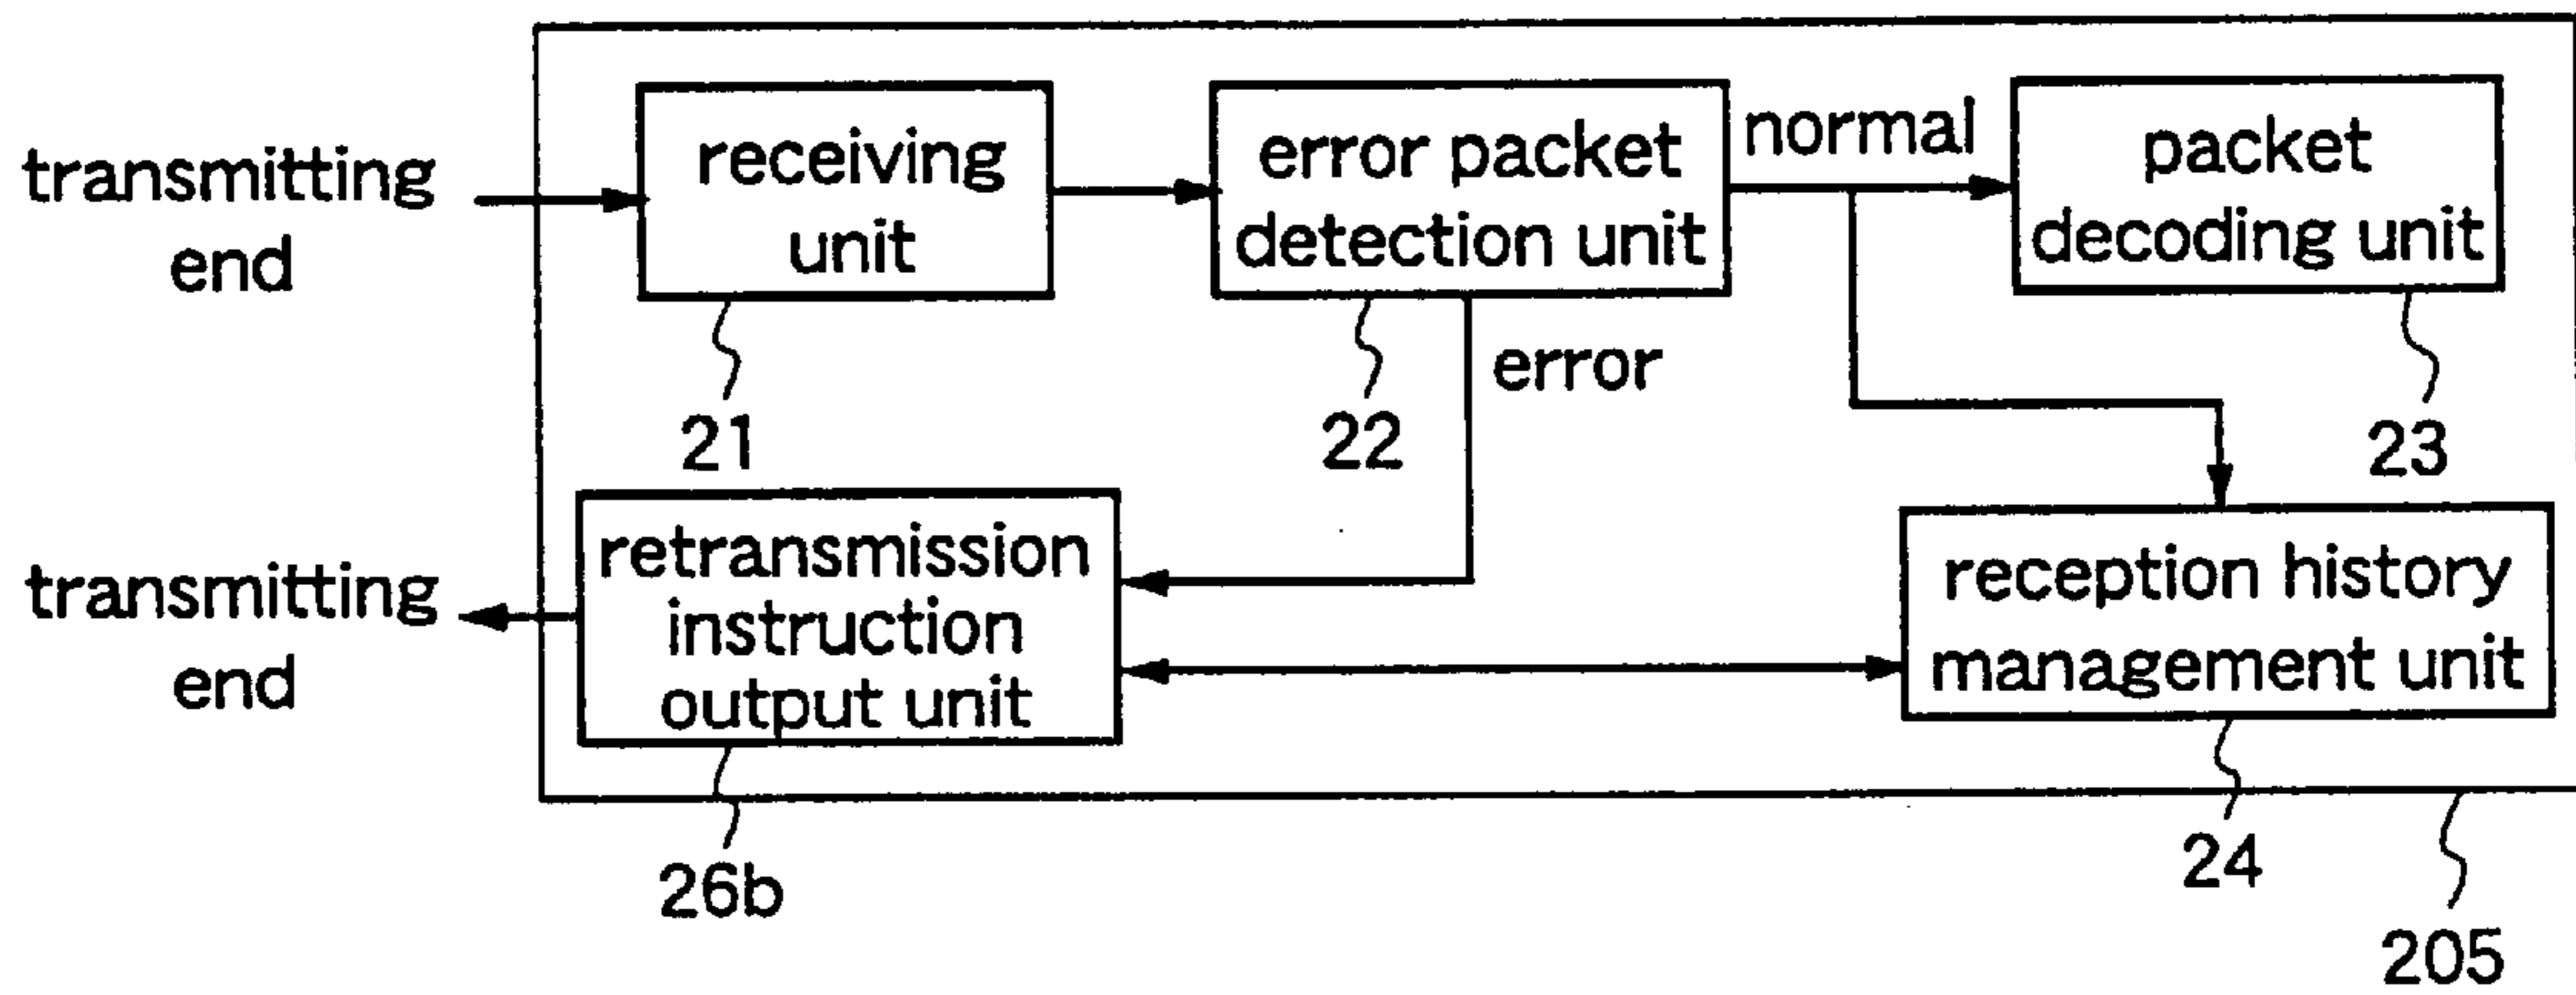 transmitting
end
receiving
unit
error packet
detection unit
normal
packet
decoding unit
21
22
error
23
transmitting
end
retransmission
instruction
output unit
reception history
management unit
26b
24
205